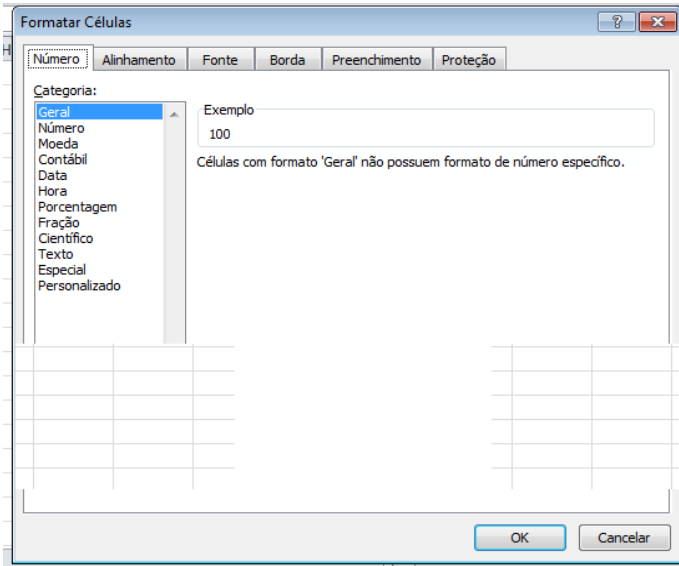 Formatar Células
H
Número Alinhamento Fonte Borda Preenchimento Proteção
Categoria:
Geral
Número
Moeda
Contábil
Data
Hora
Porcentagem
Fração
Científico
Texto
Especial
Personalizado
Exemplo
100
Células com formato 'Geral' não possuem formato de número específico.
OK Cancelar